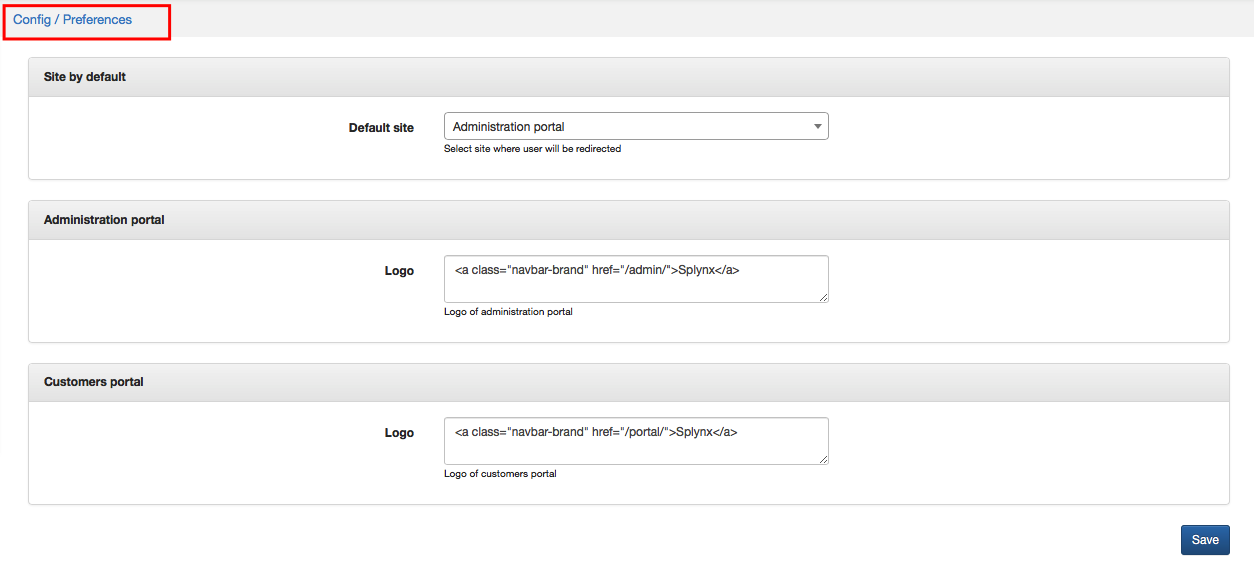 Config / Preferences
Site by default
Default site
Administration portal
Select site where user will be redirected
Administration portal
Logo
<a class="navbar-brand" href="/admin/">Splynx</a>
Logo of administration portal
Customers portal
Logo
<a class="navbar-brand" href="/portal/">Splynx</a>
Logo of customers portal
Save